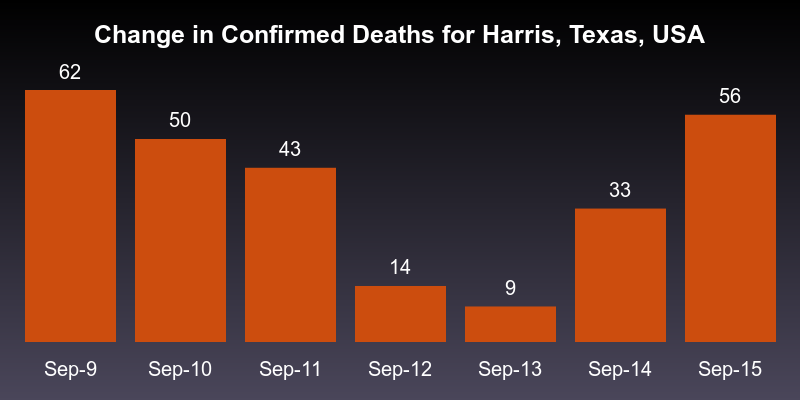 Change in Confirmed Deaths for Harris, Texas, USA
62
50
43
14
9
33
56
Sep-9
Sep-10
Sep-11
Sep-12
Sep-13
Sep-14
Sep-15